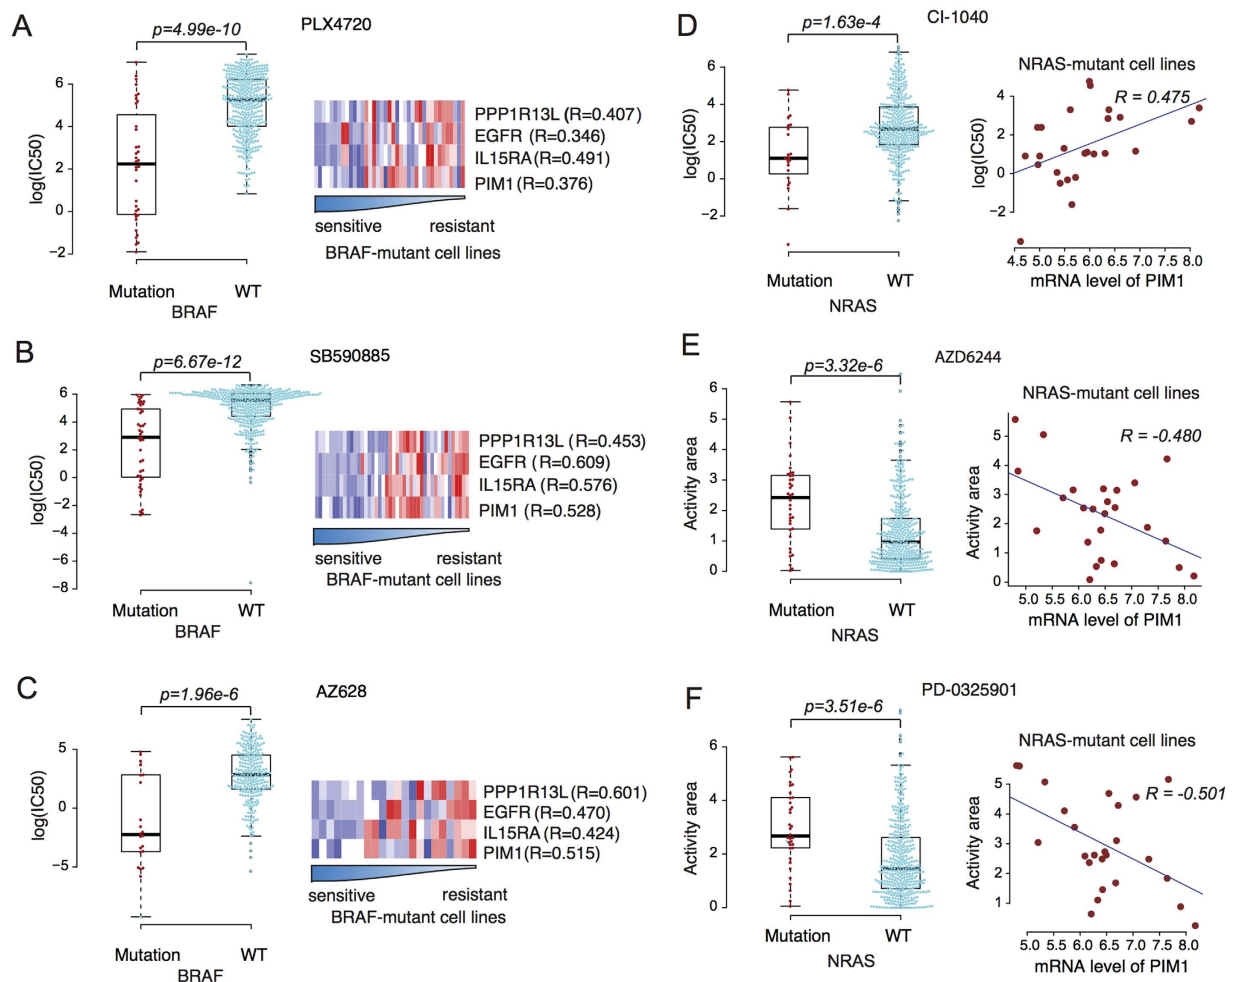 A
PLX4720
p=4.99e-10
log(IC50)
6
4
2
0
−2
Mutation WT
BRAF
PPP1R13L (R=0.407)
EGFR (R=0.346)
IL15RA (R=0.491)
PIM1(R=0.376)
sensitive resistant
BRAF-mutant cell lines
B
SB590885
p=6.67e-12
log(IC50)
6
4
2
0
−2
−4
−6
−8
Mutation WT
BRAF
PPP1R13L (R=0.453)
EGFR (R=0.609)
IL15RA (R=0.576)
PIM1 (R=0.528)
sensitive resistant
BRAF-mutant cell lines
C
AZ628
p=1.96e-6
log(IC50)
5
0
−5
Mutation WT
BRAF
PPP1R13L (R=0.601)
EGFR (R=0.470)
IL15RA (R=0.424)
PIM1(R=0.515)
sensitive resistant
BRAF-mutant cell lines
D
CI-1040
p=1.63e-4
log(IC50)
6
4
2
0
−2
Mutation WT
NRAS
NRAS-mutant cell lines
R = 0.475
log(IC50)
4
2
0
−2
4.5 5.0 5.5 6.0 6.5 7.0 7.5 8.0
mRNA level of PIM1
E
AZD6244
p=3.32e-6
Activity area
6
5
4
3
2
1
0
Mutation WT
NRAS
NRAS-mutant cell lines
R = -0.480
Activity area
5
4
3
2
1
0
5.0 5.5 6.0 6.5 7.0 7.5 8.0
mRNA level of PIM1
F
PD-0325901
p=3.51e-6
Activity area
6
4
2
0
Mutation WT
NRAS
NRAS-mutant cell lines
R = -0.501
Activity area
5
4
3
2
1
5.0 5.5 6.0 6.5 7.0 7.5 8.0
mRNA level of PIM1